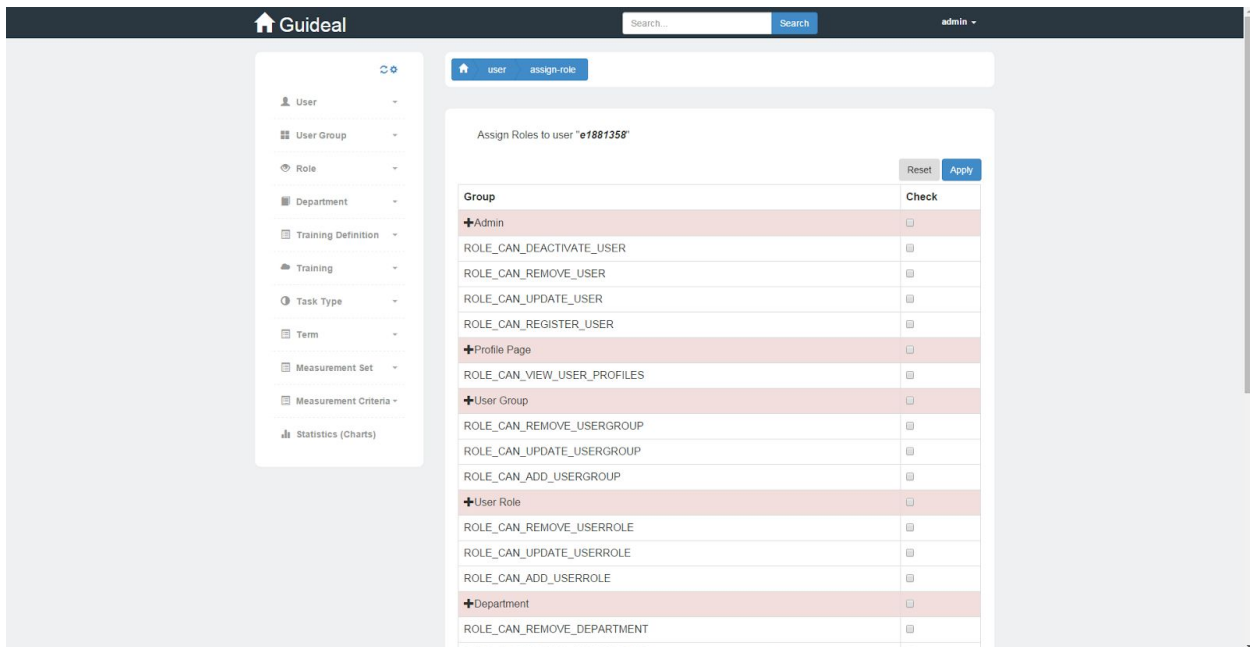 Guideal
Search...
Search
admin
user
assign-role
User
User Group
Role
Department
Training Definition
Training
Task Type
Term
Measurement Set
Measurement Criteria
Statistics (Charts)
Assign Roles to user "e1881358"
Reset
Apply
Group Check
Admin
ROLE_CAN_DEACTIVATE_USER
ROLE_CAN_REMOVE_USER
ROLE_CAN_UPDATE_USER
ROLE_CAN_REGISTER_USER
Profile Page
ROLE_CAN_VIEW_USER_PROFILES
User Group
ROLE_CAN_REMOVE_USERGROUP
ROLE_CAN_UPDATE_USERGROUP
ROLE_CAN_ADD_USERGROUP
User Role
ROLE_CAN_REMOVE_USERROLE
ROLE_CAN_UPDATE_USERROLE
ROLE_CAN_ADD_USERROLE
Department
ROLE_CAN_REMOVE_DEPARTMENT